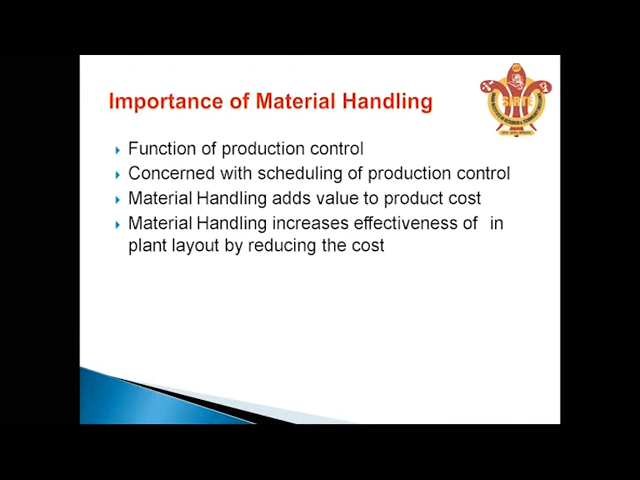 Importance of Material Handling
Function of production control
Concerned with scheduling of production control
Material Handling adds value to product cost
Material Handling increases effectiveness of in
plant layout by reducing the cost